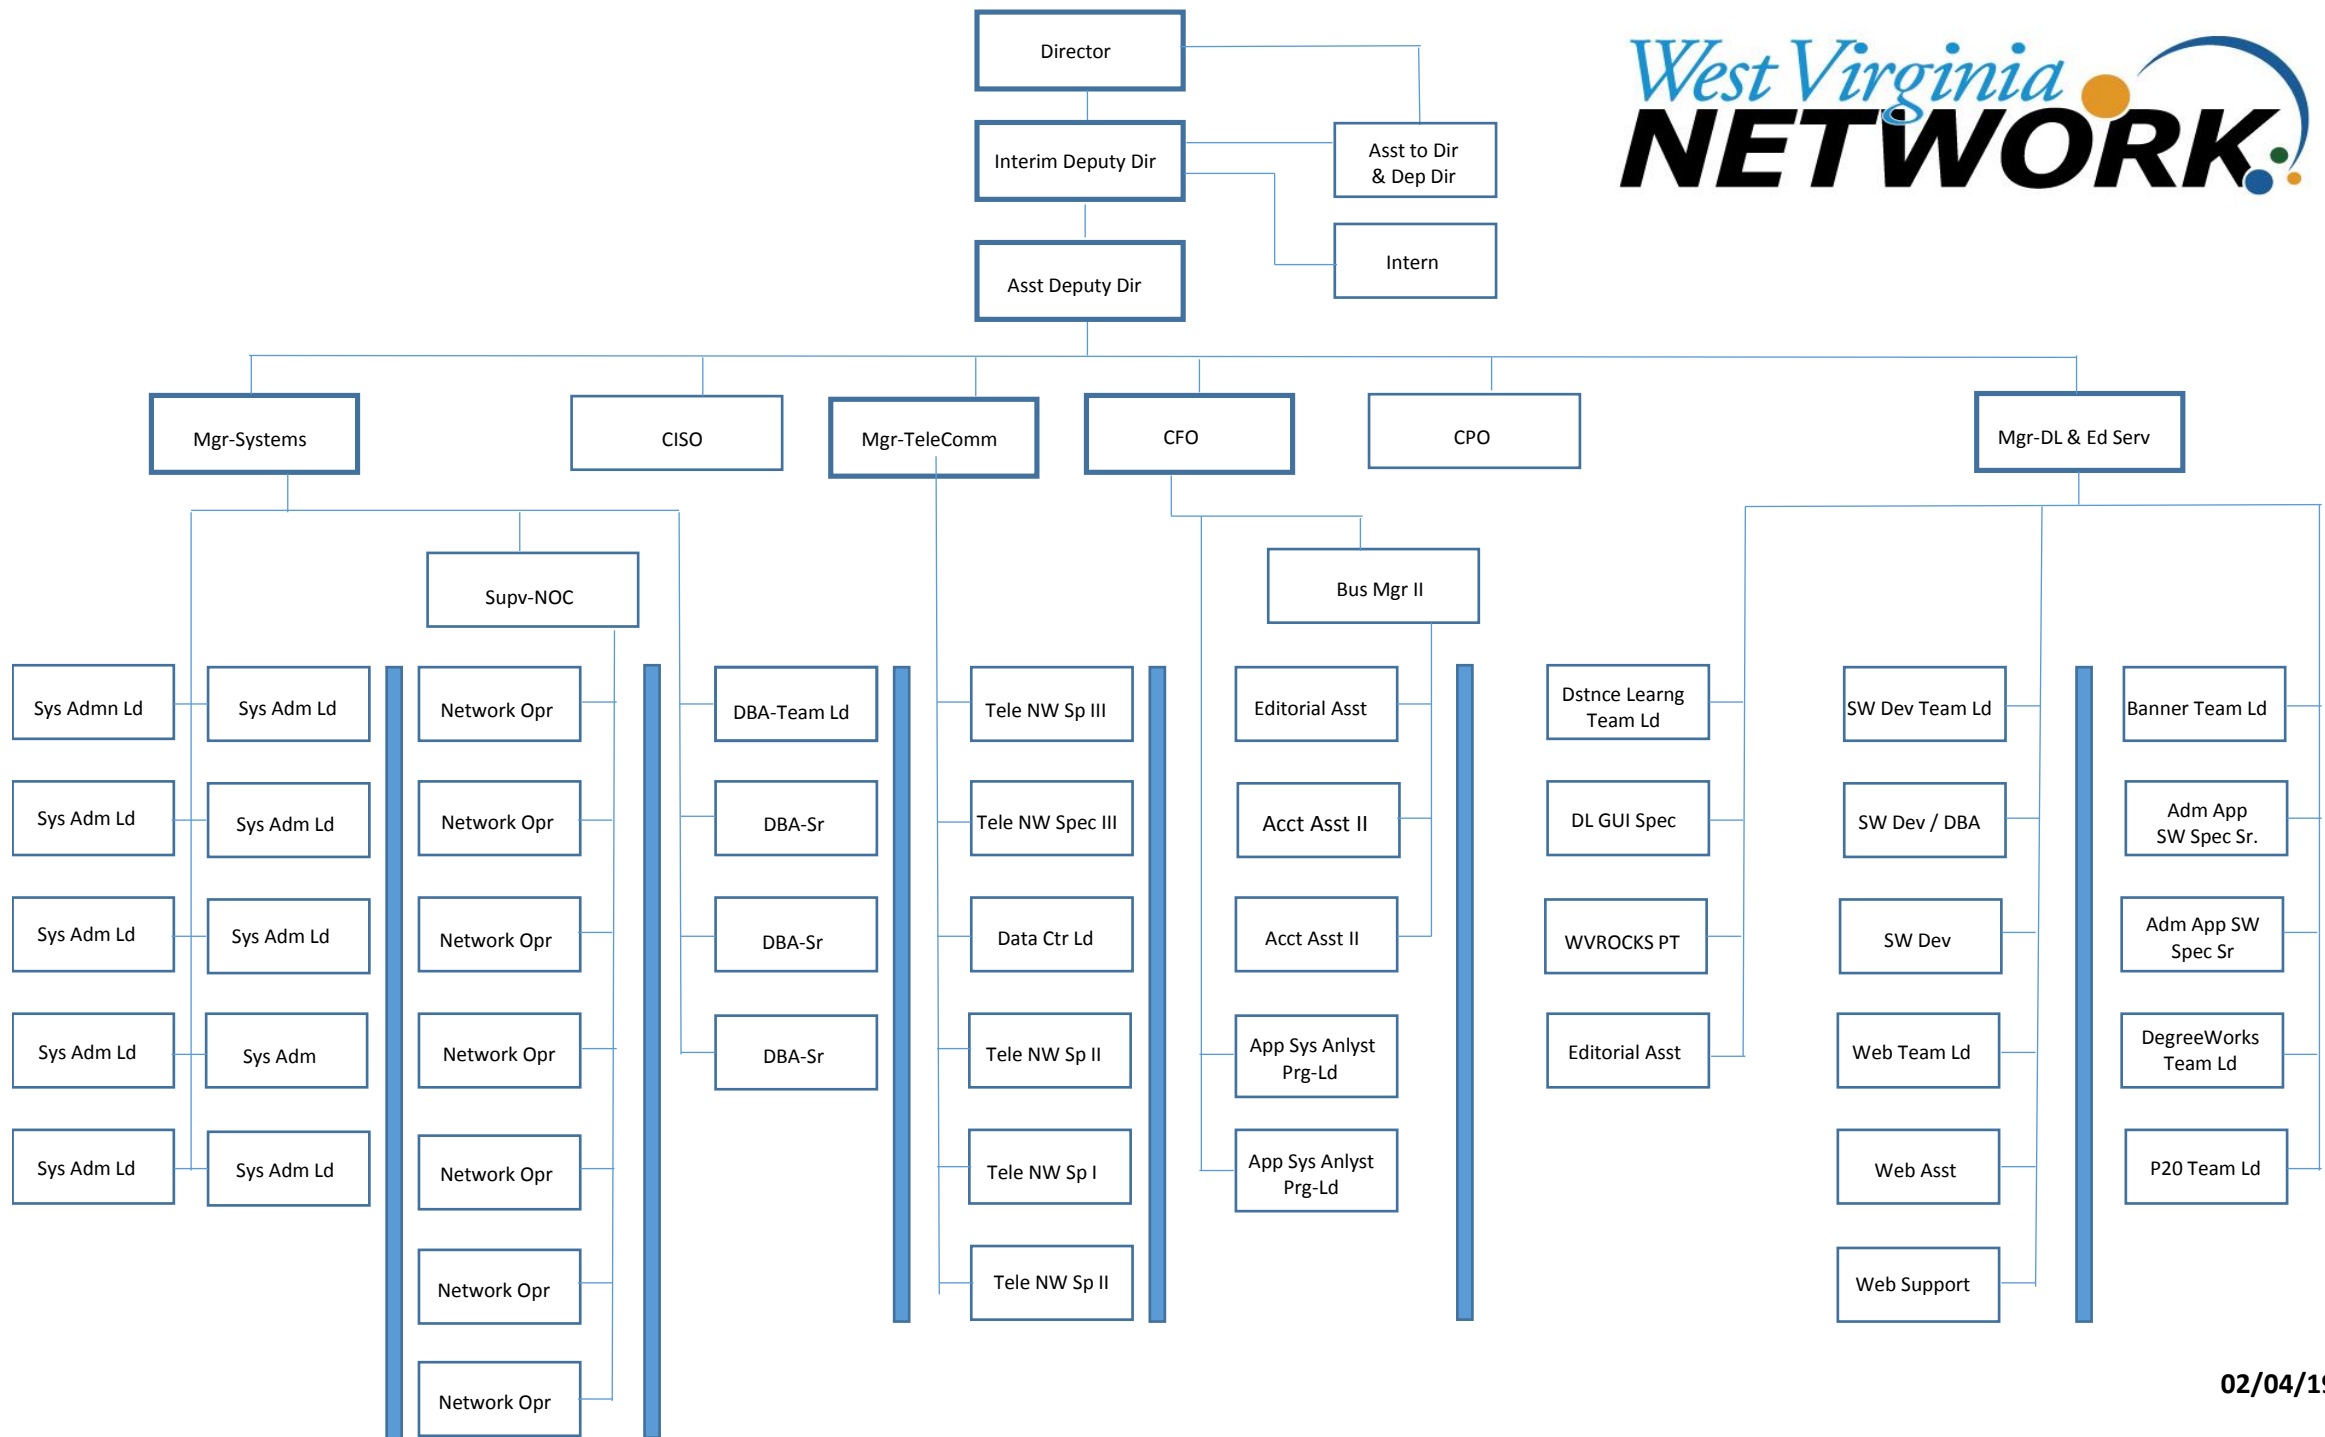 West Virginia
NETWORK
Director
Interim Deputy Dir
Asst to Dir
& Dep Dir
Intern
Asst Deputy Dir
Mgr-Systems
CISO
Mgr-TeleComm
CFO
CPO
Mgr-DL & Ed Serv
Supv-NOC
Bus Mgr II
Sys Admn Ld
Sys Adm Ld
Network Opr
DBA-Team Ld
Tele NW Sp III
Editorial Asst
Dstnce Learng
Team Ld
SW Dev Team Ld
Banner Team Ld
Sys Adm Ld
Sys Adm Ld
Network Opr
DBA-Sr
Tele NW Spec III
Acct Asst II
DL GUI Spec
SW Dev / DBA
Adm App
SW Spec Sr.
Sys Adm Ld
Sys Adm Ld
Network Opr
DBA-Sr
Data Ctr Ld
Acct Asst II
WVROCKS PT
SW Dev
Adm App SW
Spec Sr
Sys Adm Ld
Sys Adm
Network Opr
DBA-Sr
Tele NW Sp II
App Sys Anlyst
Prg-Ld
Editorial Asst
Web Team Ld
DegreeWorks
Team Ld
Sys Adm Ld
Sys Adm Ld
Network Opr
Tele NW Sp I
App Sys Anlyst
Prg-Ld
Web Asst
P20 Team Ld
Network Opr
Tele NW Sp II
Web Support
Network Opr
02/04/19